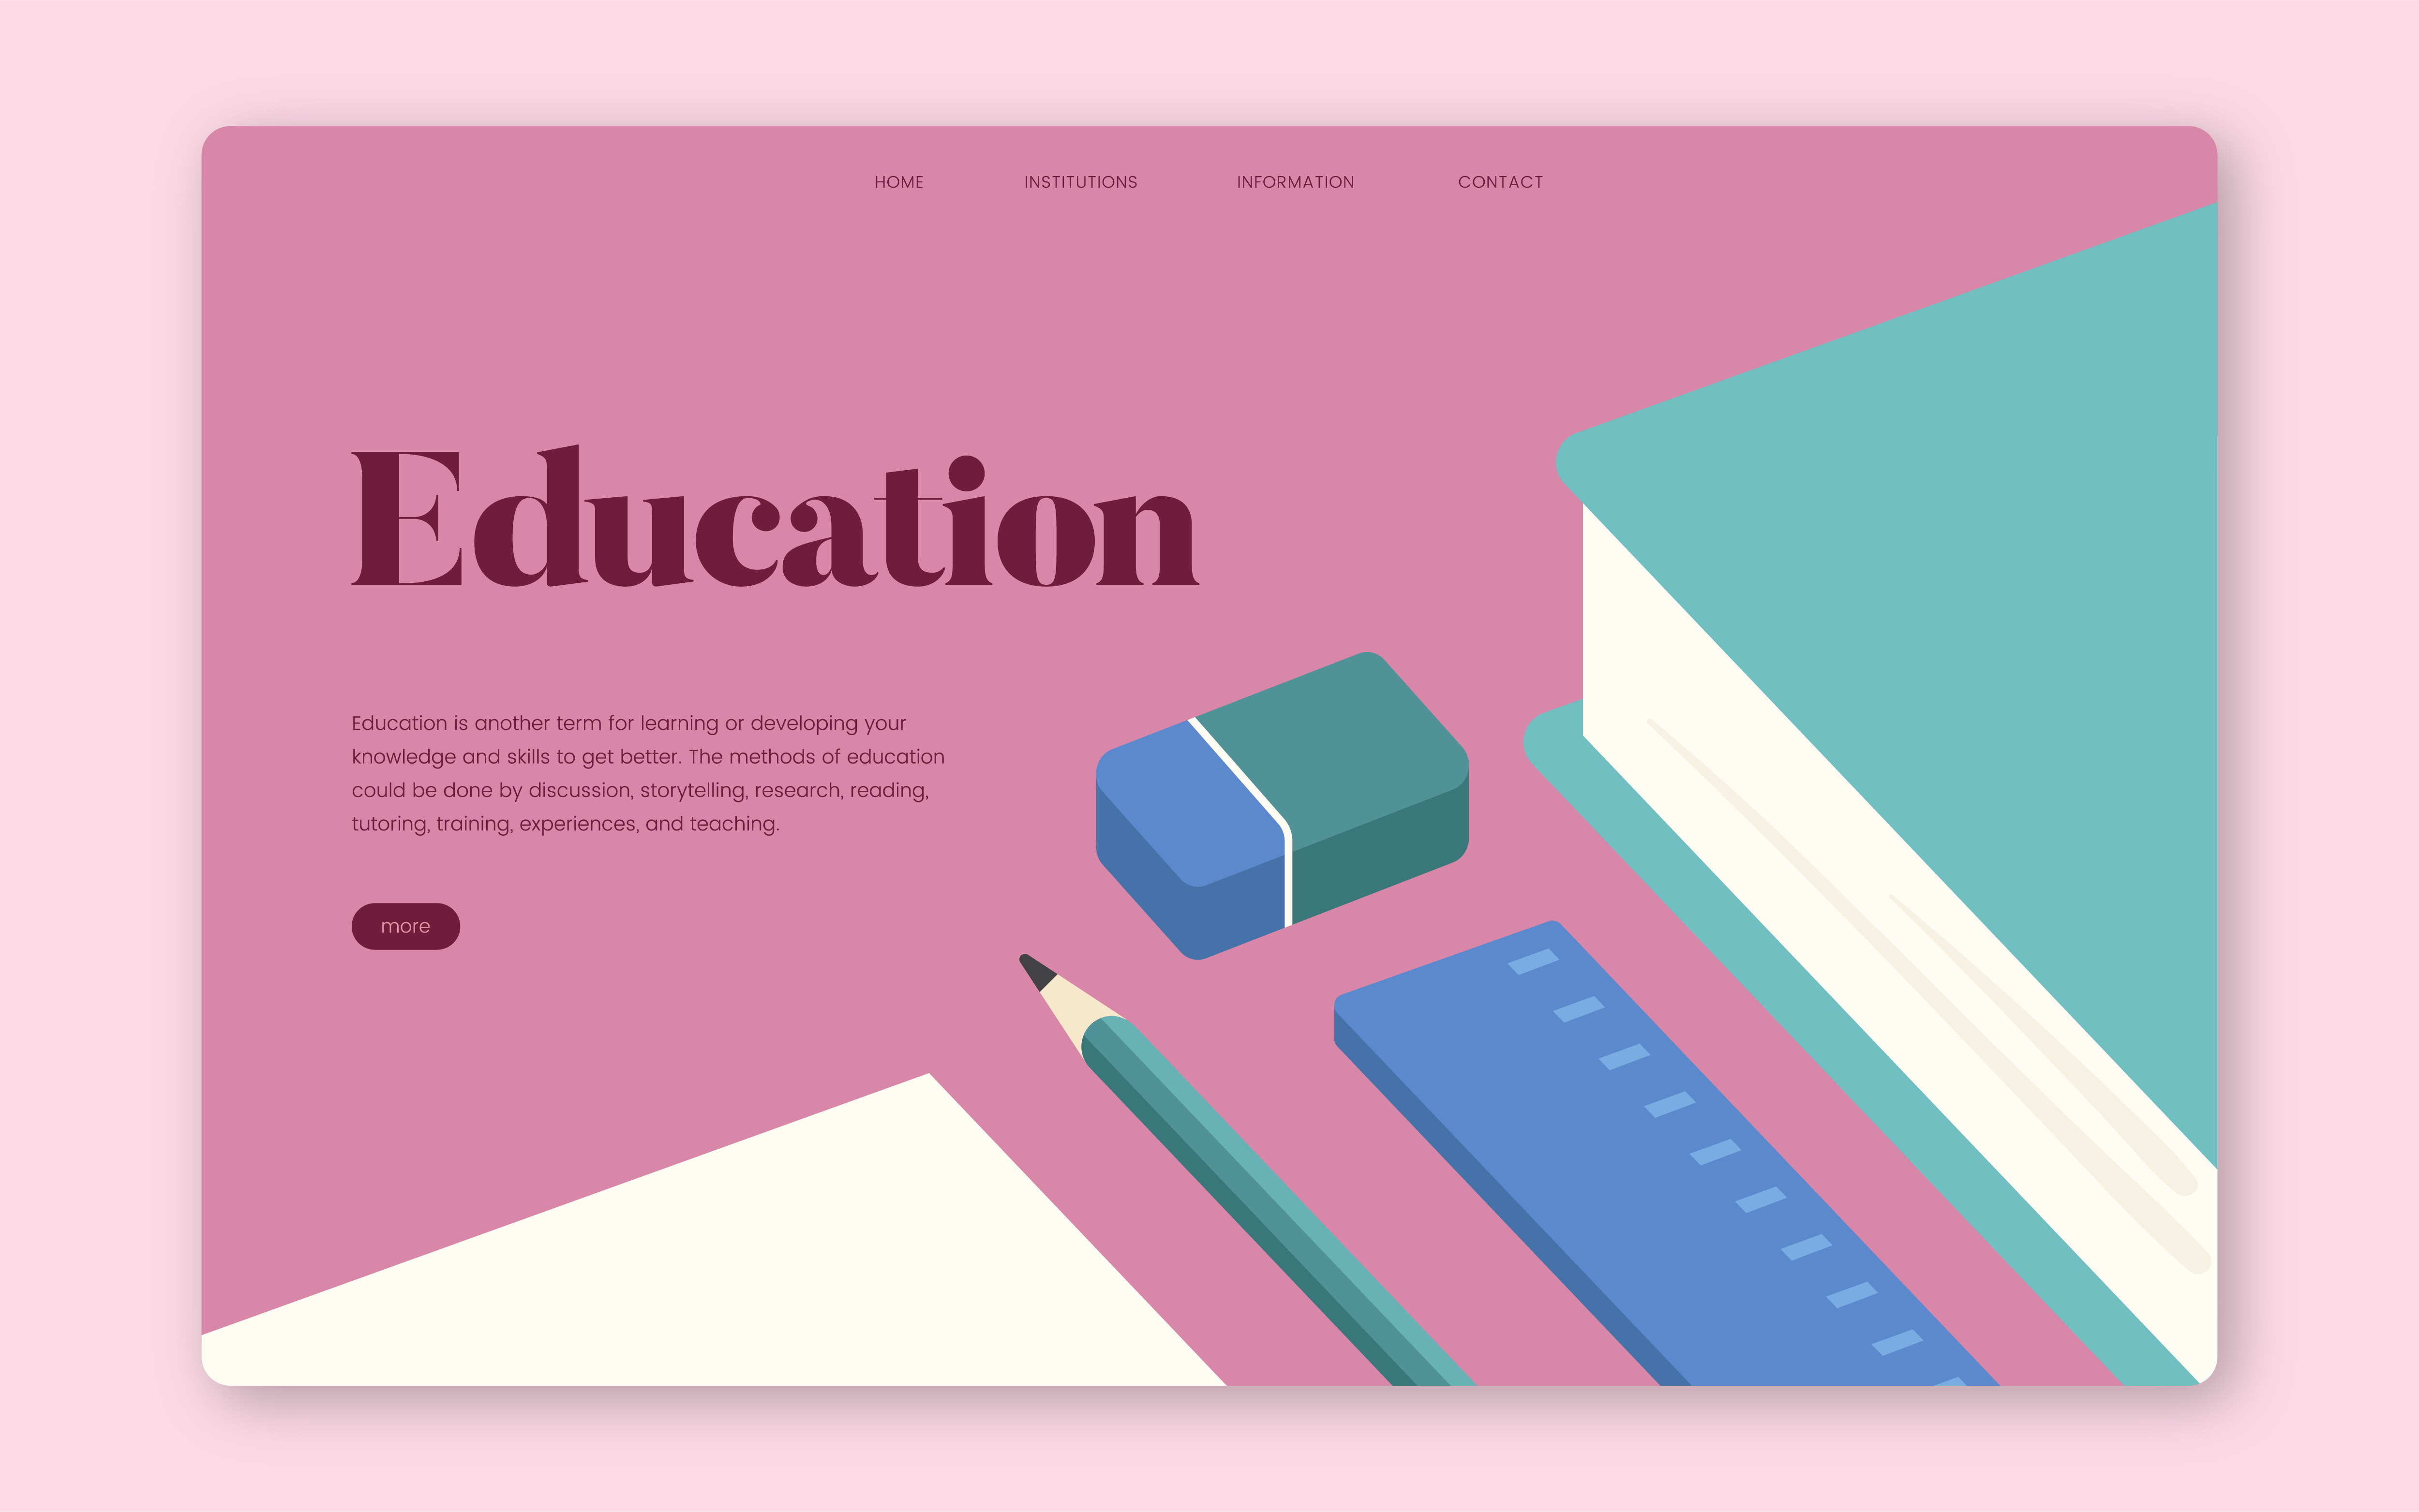 HOME INSTITUTIONS INFORMATION CONTACT
Education
Education is another term for learning or developing your
knowledge and skills to get better. The methods of education
could be done by discussion, storytelling, research, reading,
tutoring, training, experiences, and teaching.
more